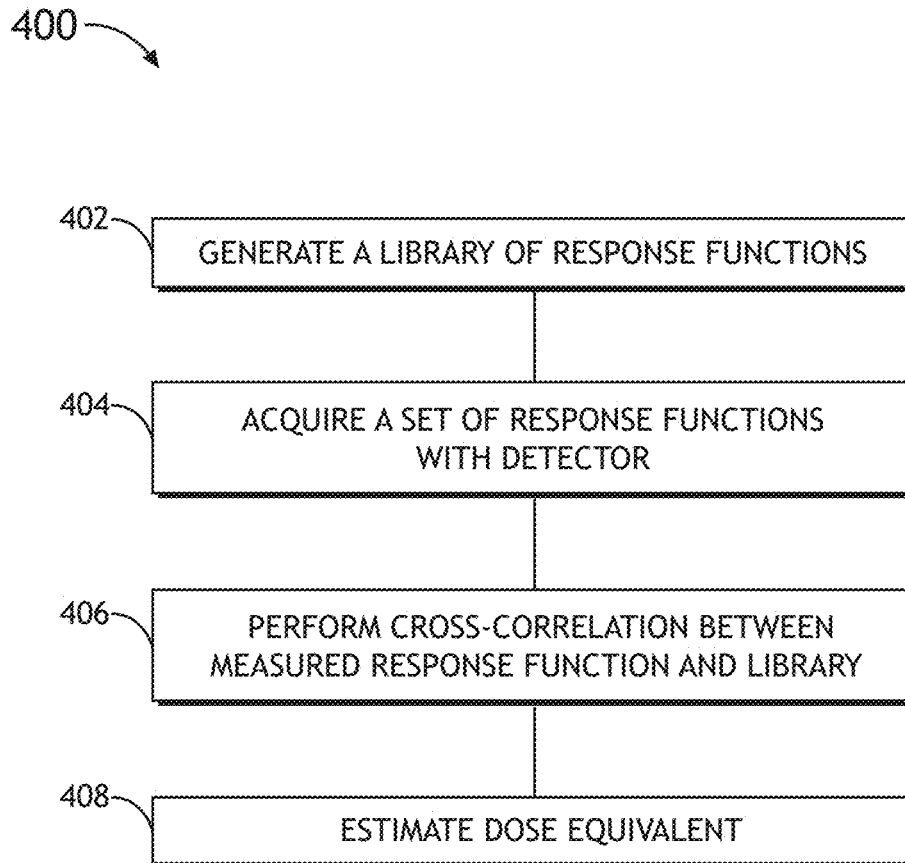 400
402
GENERATE A LIBRARY OF RESPONSE FUNCTIONS
404
ACQUIRE A SET OF RESPONSE FUNCTIONS
WITH DETECTOR
406
PERFORM CROSS-CORRELATION BETWEEN
MEASURED RESPONSE FUNCTION AND LIBRARY
408
ESTIMATE DOSE EQUIVALENT